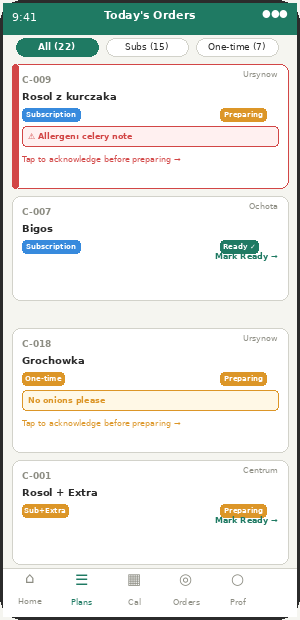 9:41
Today's Orders
All (22)
Subs (15)
One-time (7)
C-009
Ursynow
Rosol z kurczaka
Subscription
Preparing
⚠ Allergen: celery note
Tap to acknowledge before preparing →
C-007
Ochota
Bigos
Subscription
Ready ✓
Mark Ready →
C-018
Ursynow
Grochowka
One-time
Preparing
No onions please
Tap to acknowledge before preparing →
C-001
Centrum
Rosol + Extra
Sub+Extra
Preparing
Mark Ready →
Home
Plans
Cal
Orders
Prof